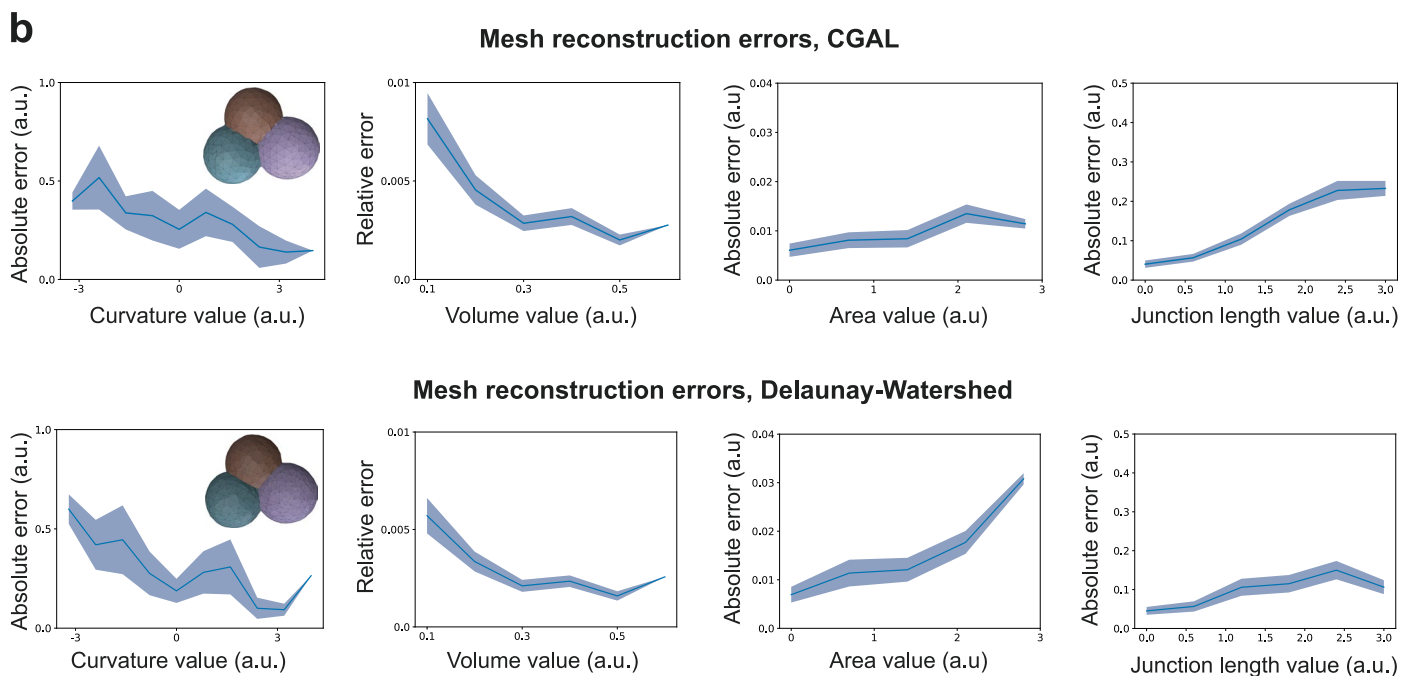 b
Mesh reconstruction errors, CGAL
Absolute error (a.u.)
1.0
0.5
0.0
-3 0 3
Curvature value (a.u.)
Relative error
0.01
0.005
0.0
0.1 0.3 0.5
Volume value (a.u.)
Absolute error (a.u)
0.04
0.03
0.02
0.01
0.0
0 1 2 3
Area value (a.u)
Absolute error (a.u)
0.5
0.4
0.3
0.2
0.1
0.0
0.0 0.5 1.0 1.5 2.0 2.5 3.0
Junction length value (a.u.)
Mesh reconstruction errors, Delaunay-Watershed
Absolute error (a.u.)
1.0
0.5
0.0
-3 0 3
Curvature value (a.u.)
Relative error
0.01
0.005
0.0
0.1 0.3 0.5
Volume value (a.u.)
Absolute error (a.u)
0.04
0.03
0.02
0.01
0.0
0 1 2 3
Area value (a.u)
Absolute error (a.u)
0.5
0.4
0.3
0.2
0.1
0.0
0.0 0.5 1.0 1.5 2.0 2.5 3.0
Junction length value (a.u.)